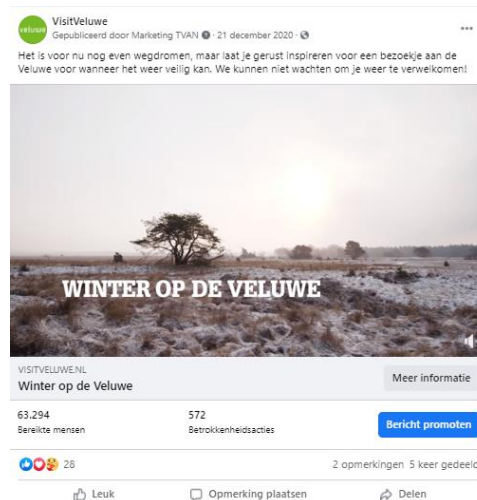 VisitVeluwe
veluwe
Gepubliceerd door Marketing TVAN · 21 december 2020 ·
Het is voor nu nog even wegdromen, maar laat je gerust inspireren voor een bezoekje aan de
Veluwe voor wanneer het weer veilig kan. We kunnen niet wachten om je weer te verwelkomen!
WINTER OP DE VELUWE
VISITVELUWE.NL
Winter op de Veluwe
Meer informatie
63.294
572
Bereikte mensen
Betrokkenheidsacties
Bericht promoten
28
2 opmerkingen 5 keer gedeeld
Leuk
Opmerking plaatsen
Delen